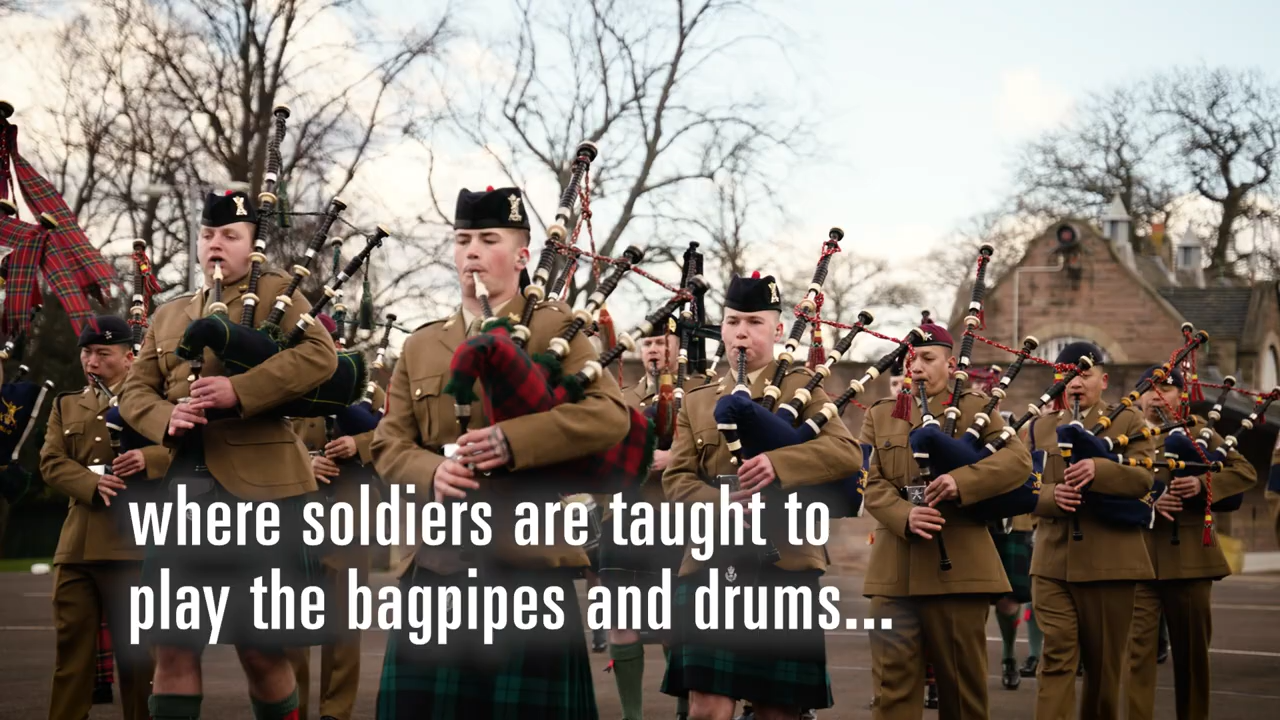 where soldiers are taught to
play the bagpipes and drums...